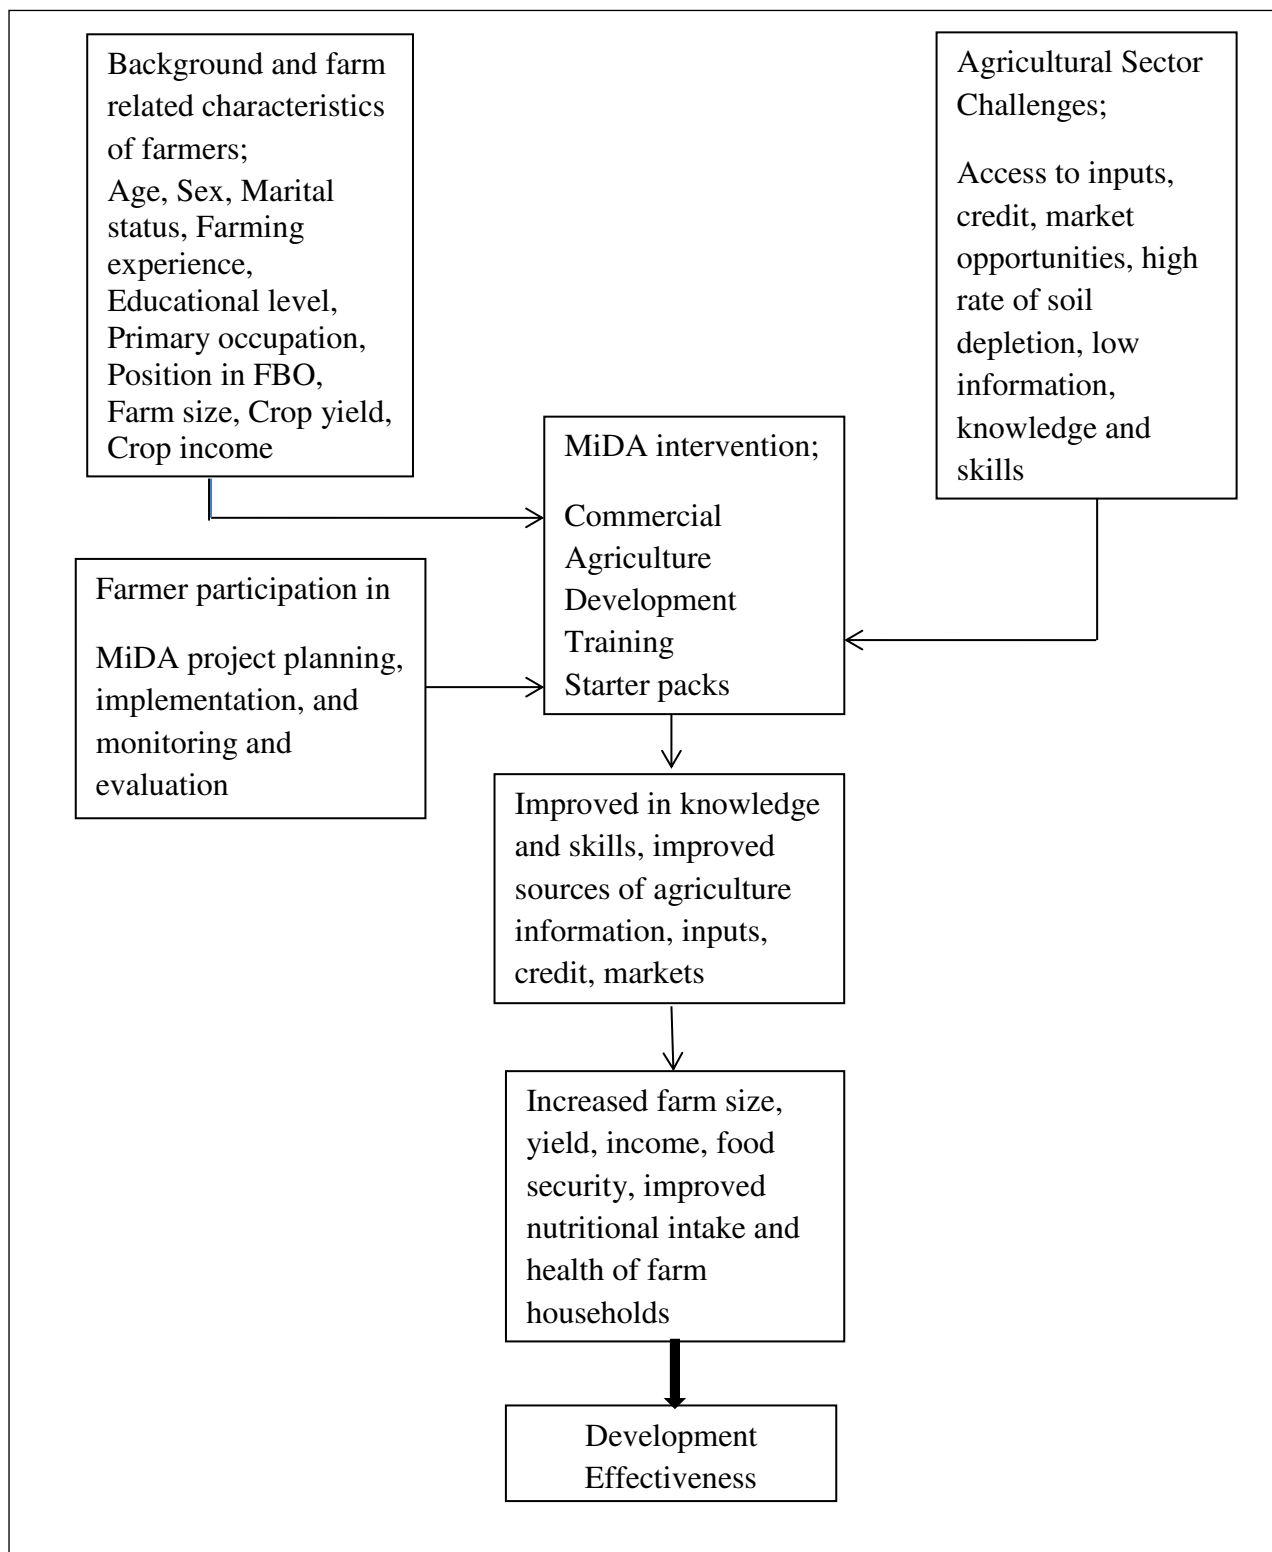 Background and farm
related characteristics
of farmers;
Age, Sex, Marital
status, Farming
experience,
Educational level,
Primary occupation,
Position in FBO,
Farm size, Crop yield,
Crop income
Agricultural Sector
Challenges;
Access to inputs,
credit, market
opportunities, high
rate of soil
depletion, low
information,
knowledge and
skills
MiDA intervention;
Commercial
Agriculture
Development
Training
Starter packs
Farmer participation in
MiDA project planning,
implementation, and
monitoring and
evaluation
Improved in knowledge
and skills, improved
sources of agriculture
information, inputs,
credit, markets
Increased farm size,
yield, income, food
security, improved
nutritional intake and
health of farm
households
Development
Effectiveness